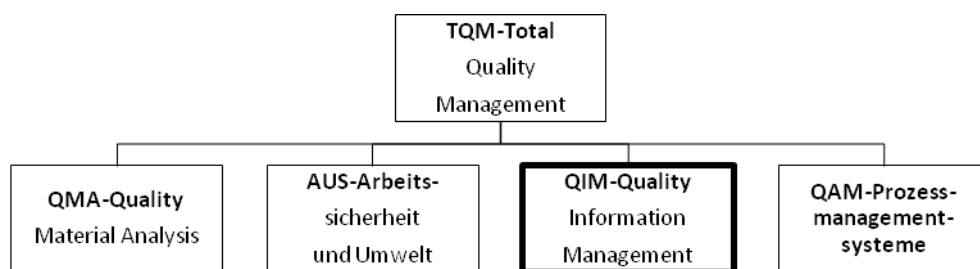 TQM-Total
Quality
Management
QMA-Quality
Material Analysis
AUS-Arbeits-
sicherheit
und Umwelt
QIM-Quality
Information
Management
QAM-Prozess-
management-
systeme